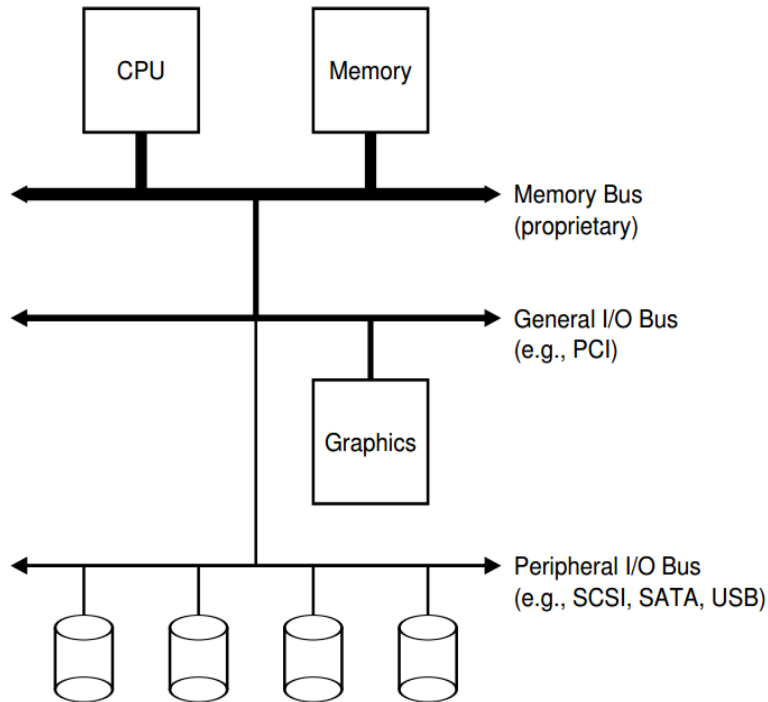 CPU
Memory
Memory Bus
(proprietary)
General I/O Bus
(e.g., PCI)
Graphics
Peripheral I/O Bus
(e.g., SCSI, SATA, USB)